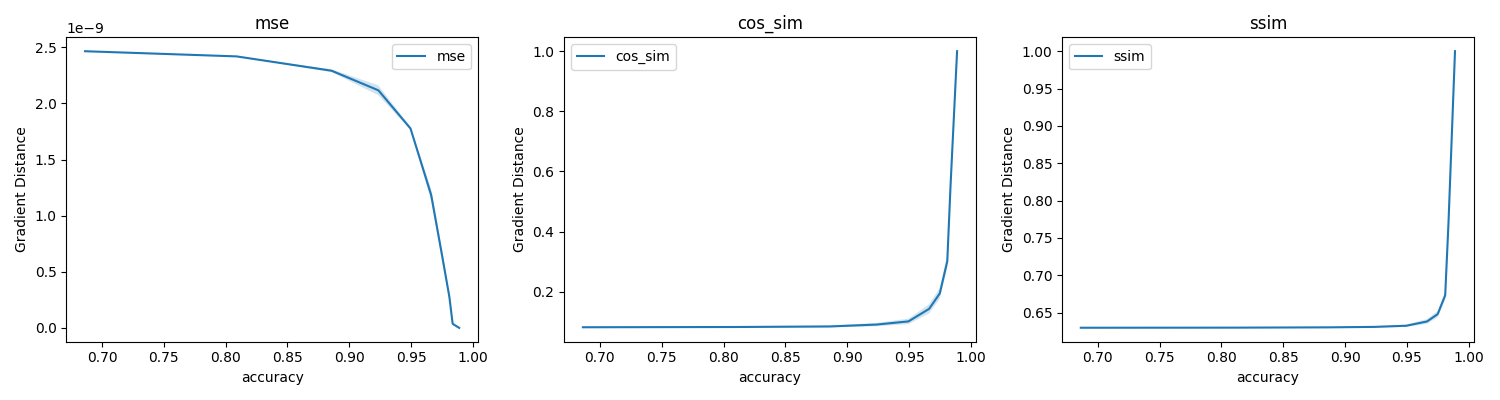 mse
1e−9
mse
Gradient Distance
2.5
2.0
1.5
1.0
0.5
0.0
0.70 0.75 0.80 0.85 0.90 0.95 1.00
accuracy
cos_sim
cos_sim
Gradient Distance
1.0
0.8
0.6
0.4
0.2
0.70 0.75 0.80 0.85 0.90 0.95 1.00
accuracy
ssim
ssim
Gradient Distance
1.00
0.95
0.90
0.85
0.80
0.75
0.70
0.65
0.70 0.75 0.80 0.85 0.90 0.95 1.00
accuracy